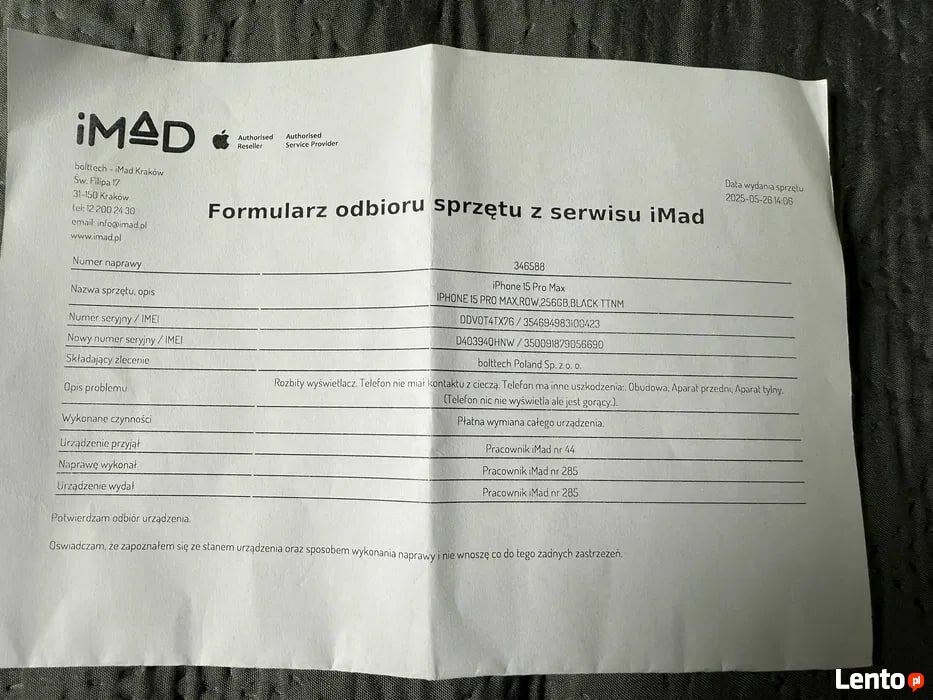 iMAD
Authorised Reseller
Authorised Service Provider
bolttech - iMad Kraków
Św. Filipa 17
31-150 Kraków
tel: 12 200 24 30
email: info@imad.pl
www.imad.pl
Data wydania sprzętu
2025-05-26 14:06
Formularz odbioru sprzętu z serwisu iMad
Numer naprawy 346588
Nazwa sprzętu, opis iPhone 15 Pro Max
IPHONE 15 PRO MAX,ROW,256GB,BLACK TTNM
Numer seryjny / IMEI DDV0T4TX76 / 354694983100423
Nowy numer seryjny / IMEI D40394QHNW / 350091879056690
Składający zlecenie bolttech Poland Sp. z o. o.
Opis problemu Rozbity wyświetlacz. Telefon nie miał kontaktu z cieczą. Telefon ma inne uszkodzenia:. Obudowa, Aparat przedni, Aparat tylny.
(Telefon nic nie wyświetla ale jest gorący.).
Wykonane czynności Płatna wymiana całego urządzenia.
Urządzenie przyjął Pracownik iMad nr 44
Naprawę wykonał Pracownik iMad nr 285
Urządzenie wydał Pracownik iMad nr 285
Potwierdzam odbiór urządzenia.
Oświadczam, że zapoznałem się ze stanem urządzenia oraz sposobem wykonania naprawy i nie wnoszę co do tego żadnych zastrzeżeń.
Lento pl